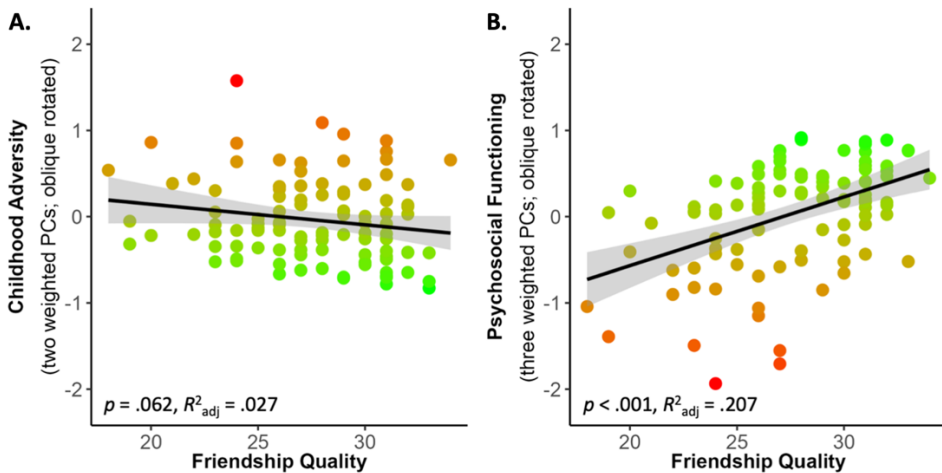 A.
Childhood Adversity
(two weighted PCs; oblique rotated)
2
1
0
-1
-2
p = .062, R²adj = .027
20 25 30
Friendship Quality
B.
Psychosocial Functioning
(three weighted PCs; oblique rotated)
2
1
0
-1
-2
p < .001, R²adj = .207
20 25 30
Friendship Quality